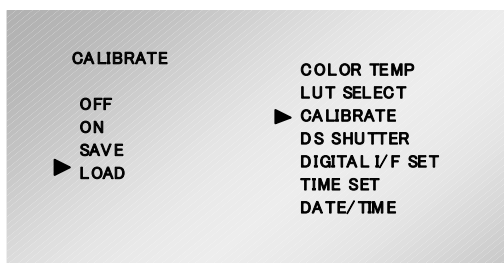 CALIBRATE
OFF
ON
SAVE
LOAD
COLOR TEMP
LUT SELECT
CALIBRATE
DS SHUTTER
DIGITAL I/F SET
TIME SET
DATE/TIME